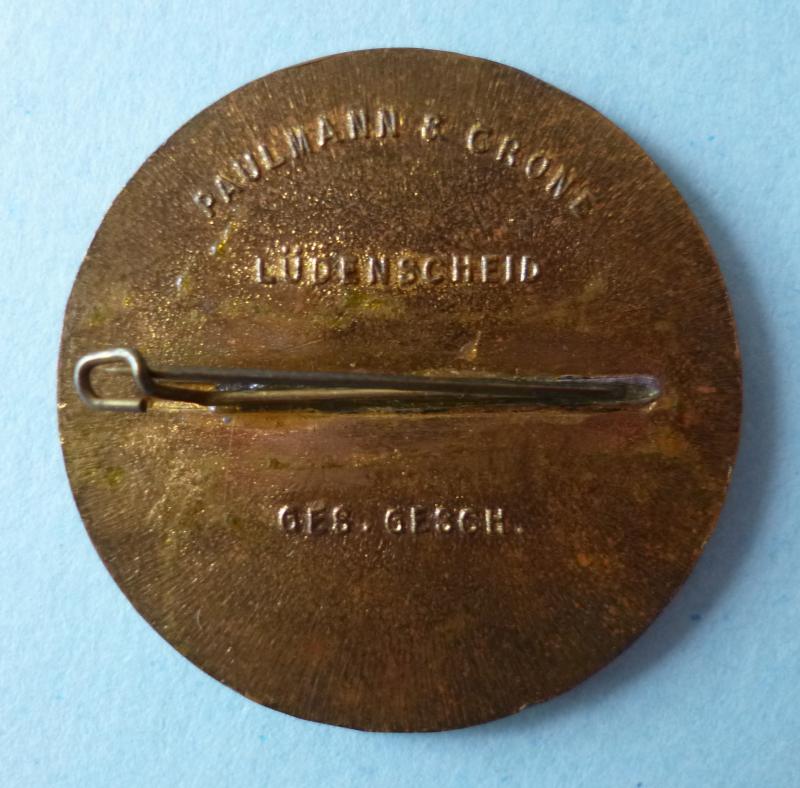 PAULMANN & CRONE
LÜDENSCHEID
GES. GESCH.